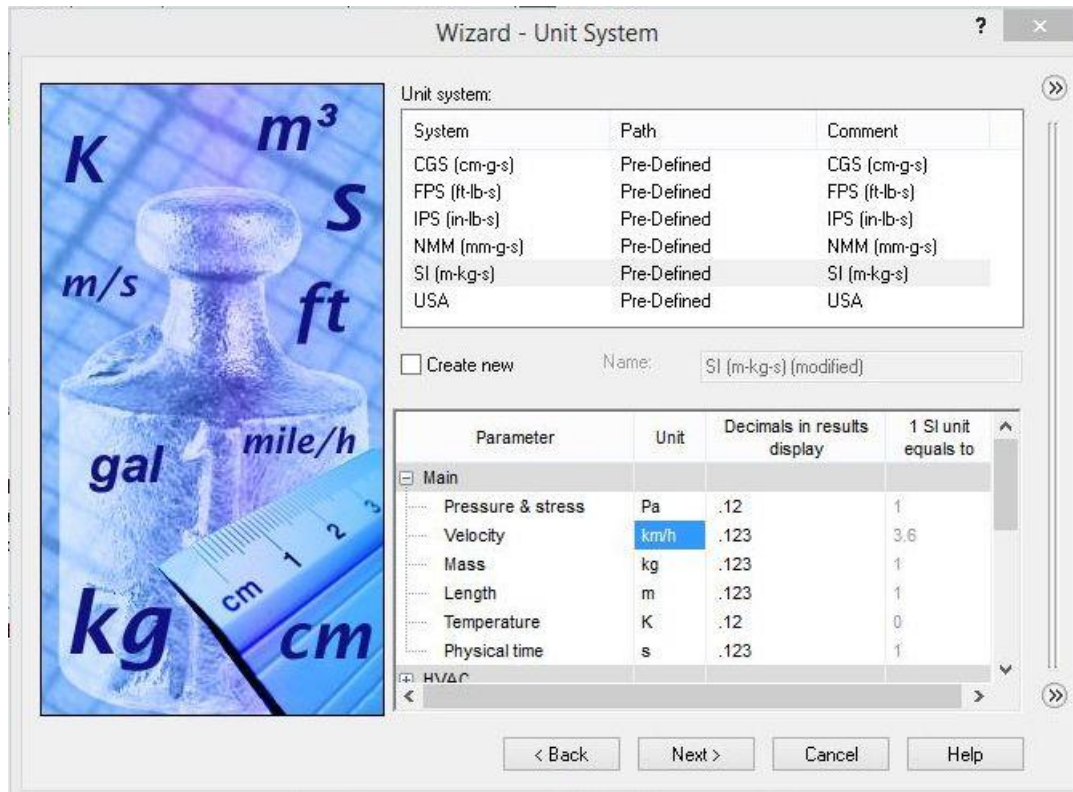 Wizard - Unit System ?
K
m³
s
m/s
ft
gal
mile/h
1 2 3
cm
kg
cm
Unit system:
System Path Comment
CGS (cm-g-s) Pre-Defined CGS (cm-g-s)
FPS (ft-lb-s) Pre-Defined FPS (ft-lb-s)
IPS (in-lb-s) Pre-Defined IPS (in-lb-s)
NMM (mm-g-s) Pre-Defined NMM (mm-g-s)
SI (m-kg-s) Pre-Defined SI (m-kg-s)
USA Pre-Defined USA
Create new Name: SI (m-kg-s) (modified)
Parameter Unit Decimals in results display 1 SI unit equals to
Main
Pressure & stress Pa .12 1
Velocity km/h .123 3.6
Mass kg .123 1
Length m .123 1
Temperature K .12 0
Physical time s .123 1
HVAC
< Back Next > Cancel Help